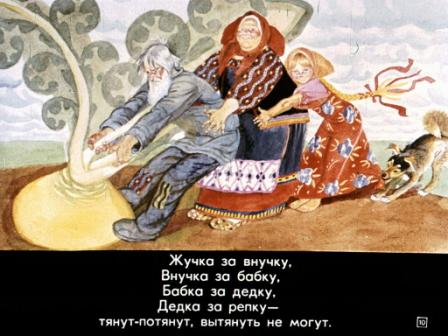 Жучка за внучку,
Внучка за бабку,
Бабка за дедку,
Дедка за репку—
тянут-потянут, вытянуть не могут.
10